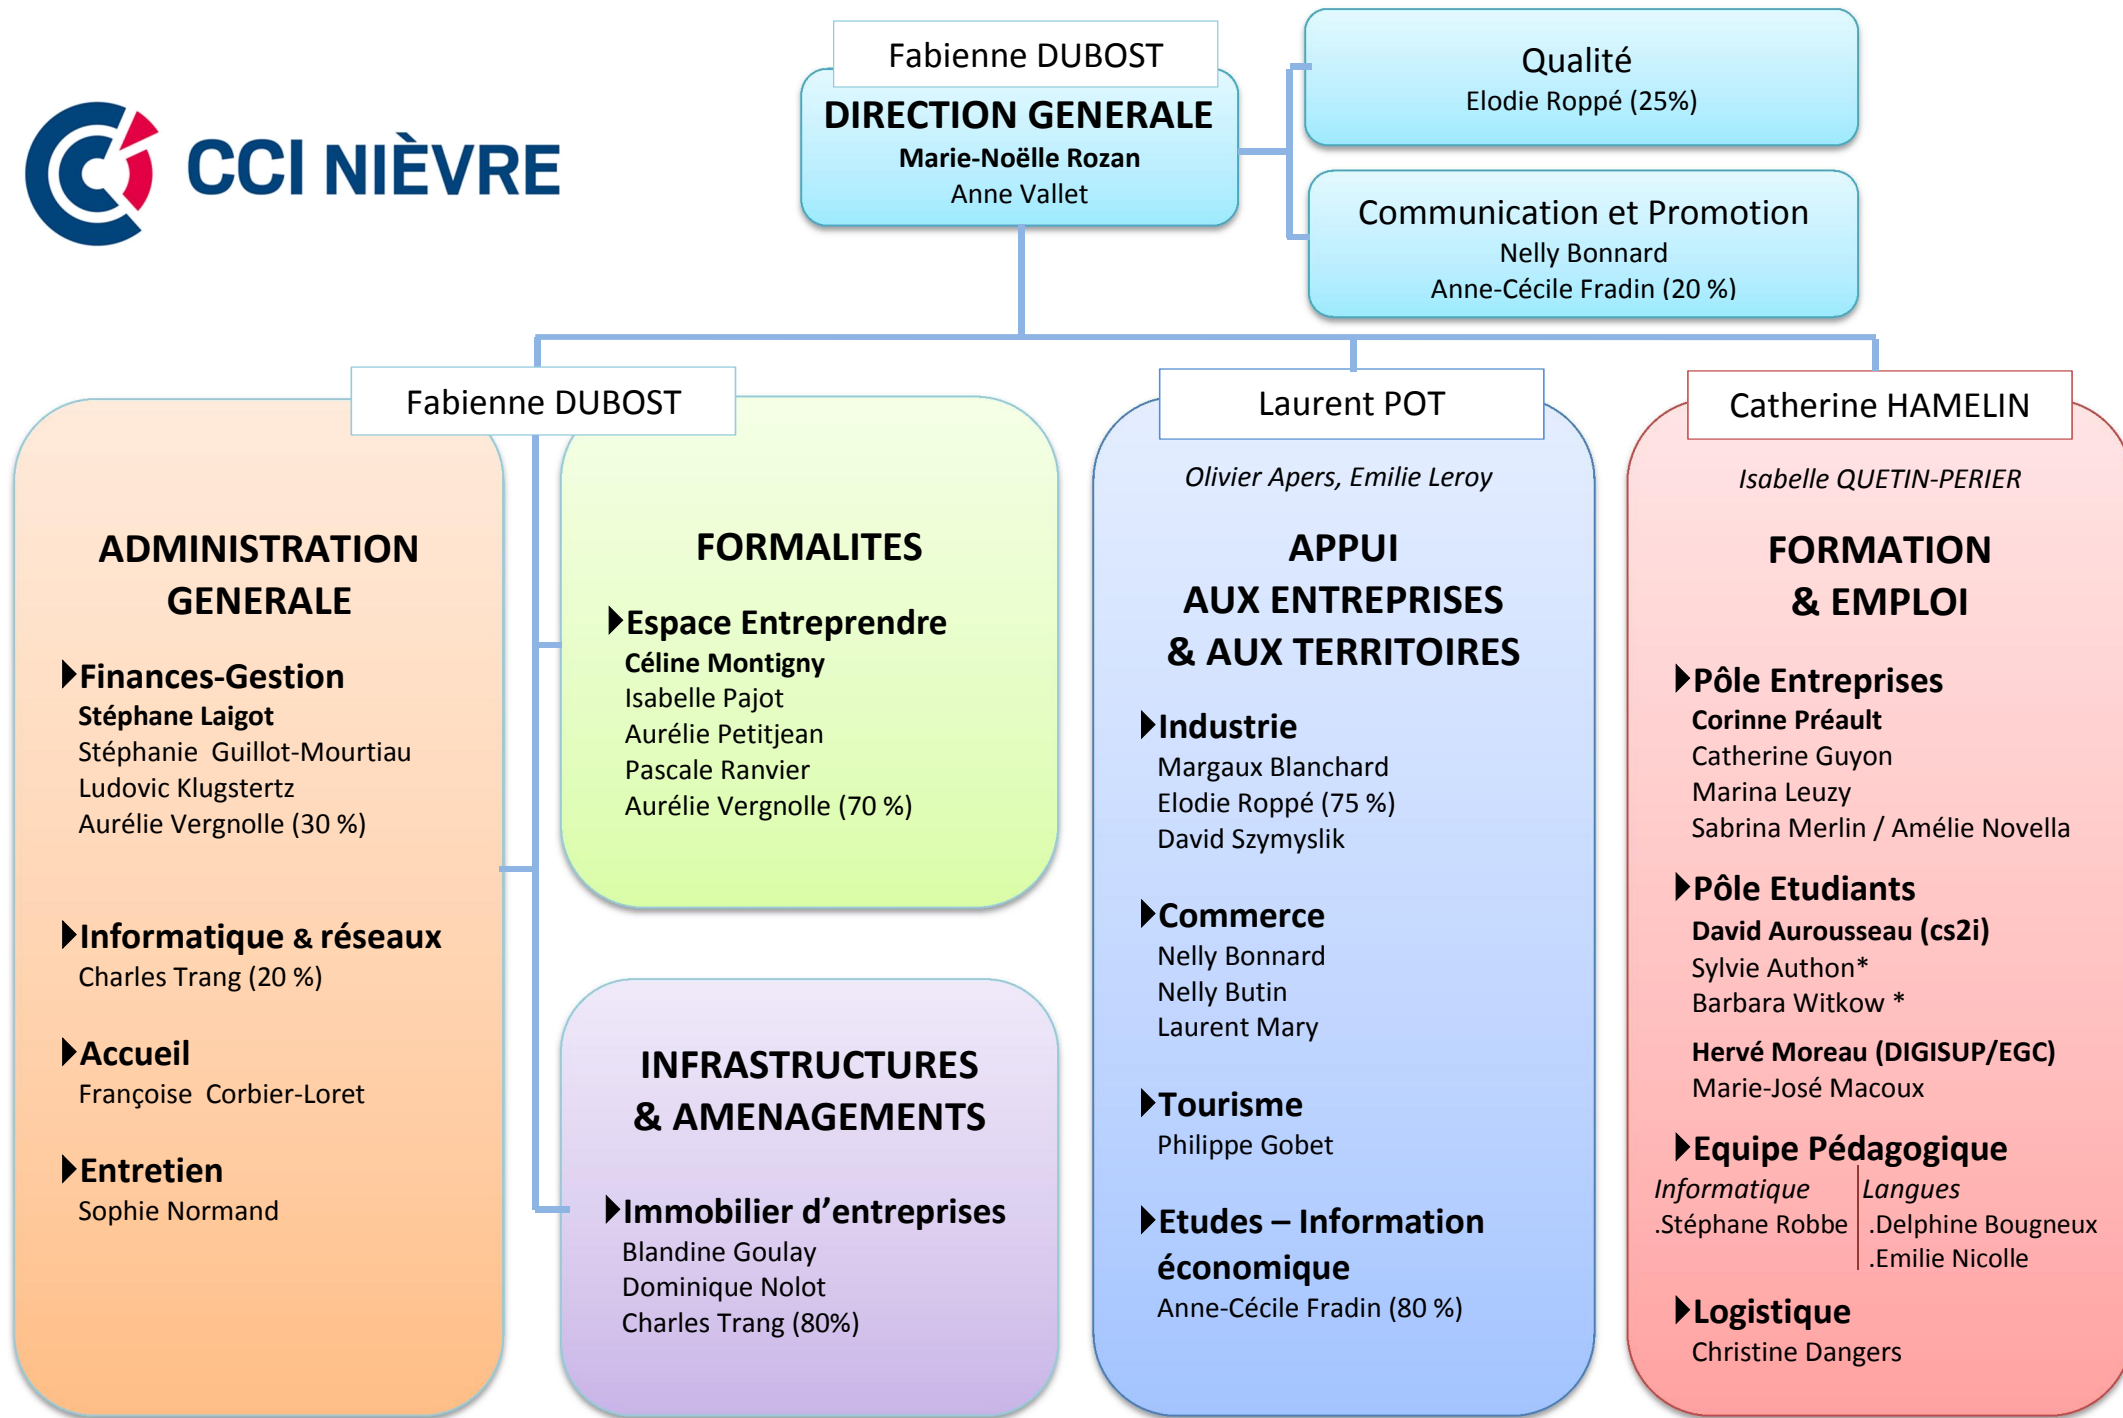 CCI NIÈVRE
Fabienne DUBOST
DIRECTION GENERALE
Marie-Noëlle Rozan
Anne Vallet
Qualité
Elodie Roppé (25%)
Communication et Promotion
Nelly Bonnard
Anne-Cécile Fradin (20 %)
Fabienne DUBOST
ADMINISTRATION
GENERALE
Finances-Gestion
Stéphane Laigot
Stéphanie Guillot-Mourtiau
Ludovic Klugstertz
Aurélie Vergnolle (30 %)
Informatique & réseaux
Charles Trang (20 %)
Accueil
Françoise Corbier-Loret
Entretien
Sophie Normand
FORMALITES
Espace Entreprendre
Céline Montigny
Isabelle Pajot
Aurélie Petitjean
Pascale Ranvier
Aurélie Vergnolle (70 %)
INFRASTRUCTURES
& AMENAGEMENTS
Immobilier d’entreprises
Blandine Goulay
Dominique Nolot
Charles Trang (80%)
Laurent POT
Olivier Apers, Emilie Leroy
APPUI
AUX ENTREPRISES
& AUX TERRITOIRES
Industrie
Margaux Blanchard
Elodie Roppé (75 %)
David Szymyslik
Commerce
Nelly Bonnard
Nelly Butin
Laurent Mary
Tourisme
Philippe Gobet
Etudes – Information
économique
Anne-Cécile Fradin (80 %)
Catherine HAMELIN
Isabelle QUETIN-PERIER
FORMATION
& EMPLOI
Pôle Entreprises
Corinne Préault
Catherine Guyon
Marina Leuzy
Sabrina Merlin / Amélie Novella
Pôle Etudiants
David Aurousseau (cs2i)
Sylvie Authon*
Barbara Witkow *
Hervé Moreau (DIGISUP/EGC)
Marie-José Macoux
Equipe Pédagogique
Informatique
.Stéphane Robbe
Langues
.Delphine Bougneux
.Emilie Nicolle
Logistique
Christine Dangers